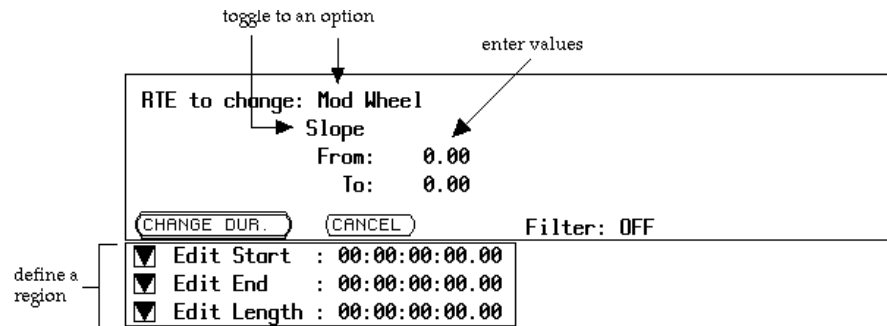 toggle to an option
enter values
RTE to change: Mod Wheel
Slope
From: 0.00
To: 0.00
CHANGE DUR. CANCEL Filter: OFF
define a
region
Edit Start : 00:00:00:00.00
Edit End : 00:00:00:00.00
Edit Length : 00:00:00:00.00